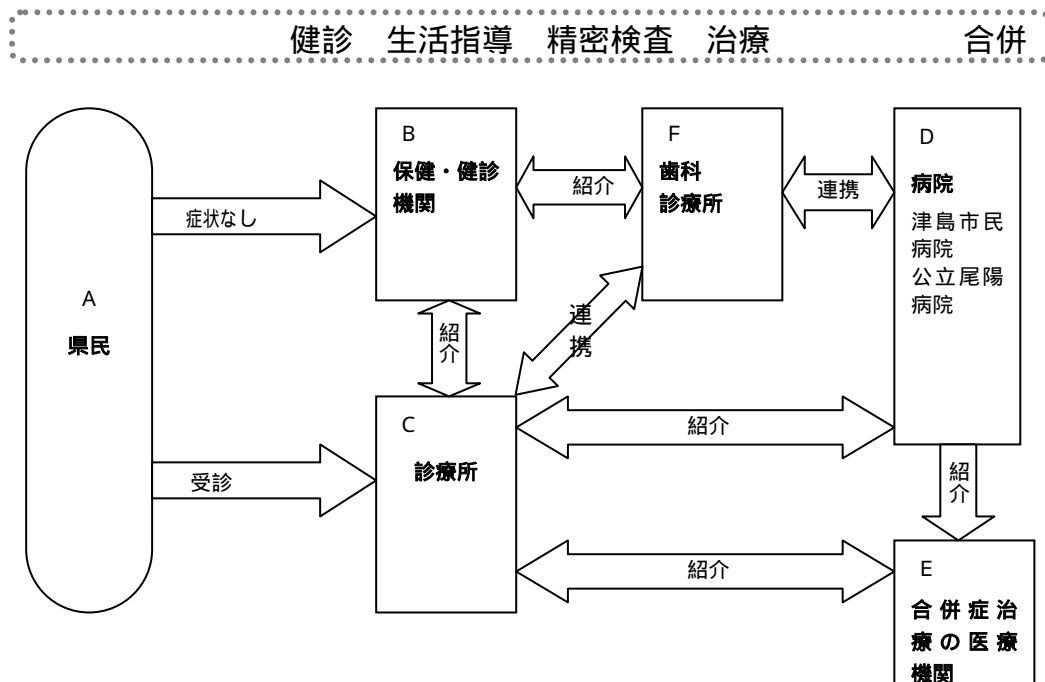 健診 生活指導 精密検査 治療 合併
A
県民
症状なし
受診
B
保健・健診
機関
紹介
F
歯科
診療所
連携
D
病院
津島市民
病院
公立尾陽
病院
紹介
連携
C
診療所
紹介
紹介
紹介
E
合併症治
療の医療
機関